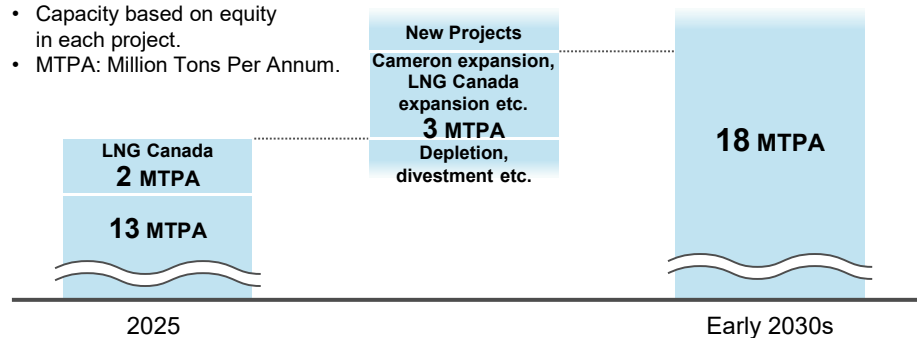 • Capacity based on equity
in each project.
• MTPA: Million Tons Per Annum.
New Projects
Cameron expansion,
LNG Canada
expansion etc.
3 MTPA
Depletion,
divestment etc.
LNG Canada
2 MTPA
13 MTPA
18 MTPA
2025
Early 2030s